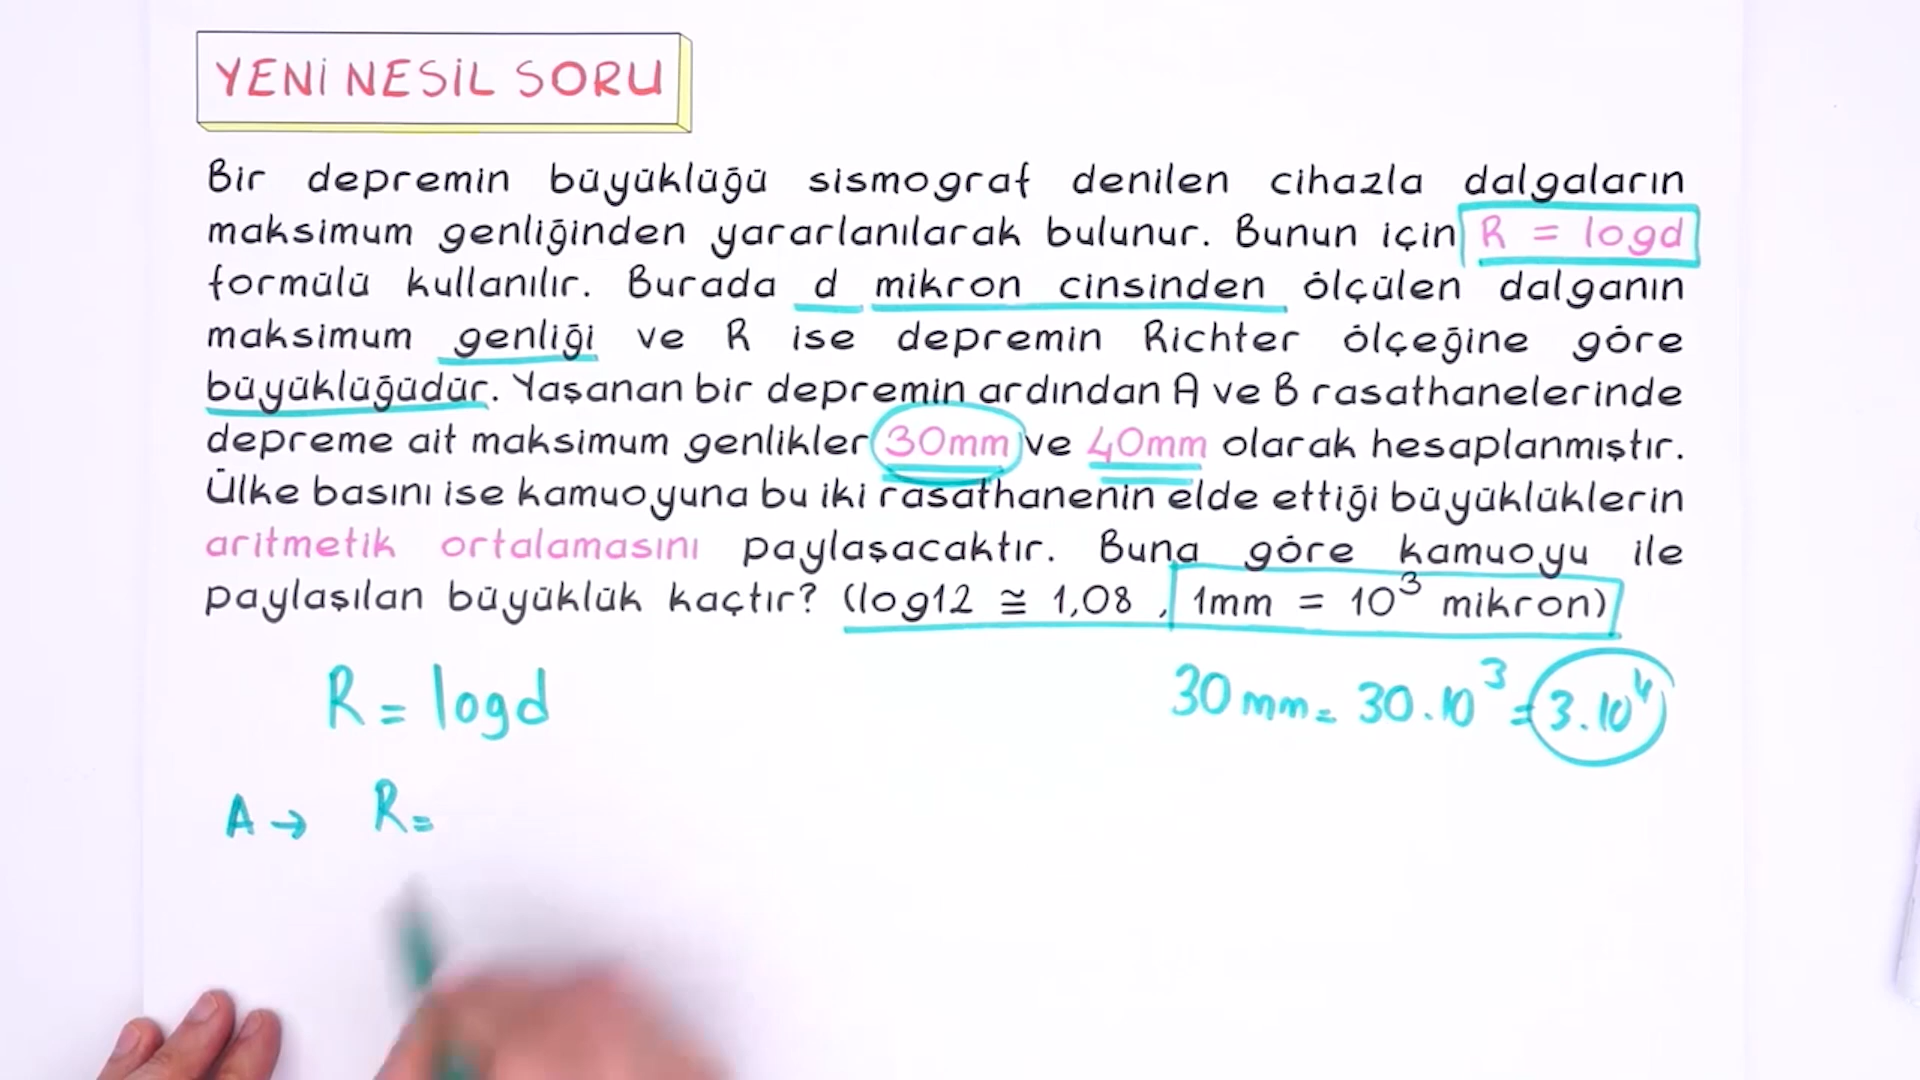 YENİ NESİL SORU
Bir depremin büyüklüğü sismograf denilen cihazla dalgaların
maksimum genliğinden yararlanılarak bulunur. Bunun için R = logd
formülü kullanılır. Burada d mikron cinsinden ölçülen dalganın
maksimum genliği ve R ise depremin Richter ölçeğine göre
büyüklüğüdür. Yaşanan bir depremin ardından A ve B rasathanelerinde
depreme ait maksimum genlikler 30mm ve 40mm olarak hesaplanmıştır.
Ülke basını ise kamuoyuna bu iki rasathanenin elde ettiği büyüklüklerin
aritmetik ortalamasını paylaşacaktır. Buna göre kamuoyu ile
paylaşılan büyüklük kaçtır? (log12 ≅ 1,08 , 1mm = 10³ mikron)
R = logd
30 mm = 30.10³ = 3.10⁴
A → R =